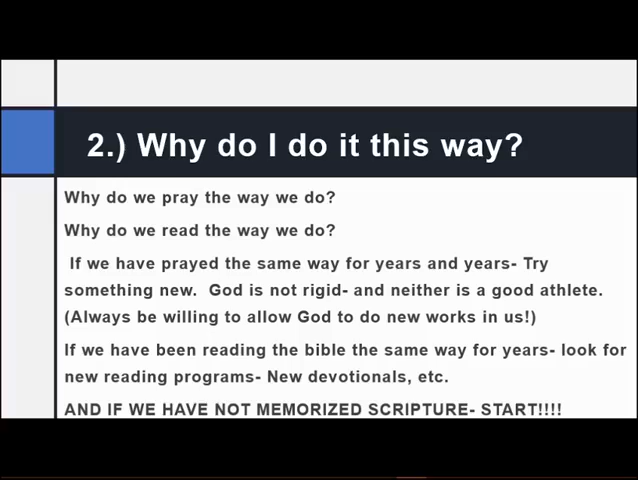 2.) Why do I do it this way?
Why do we pray the way we do?
Why do we read the way we do?
If we have prayed the same way for years and years- Try
something new.  God is not rigid- and neither is a good athlete.
(Always be willing to allow God to do new works in us!)
If we have been reading the bible the same way for years- look for
new reading programs- New devotionals, etc.
AND IF WE HAVE NOT MEMORIZED SCRIPTURE- START!!!!